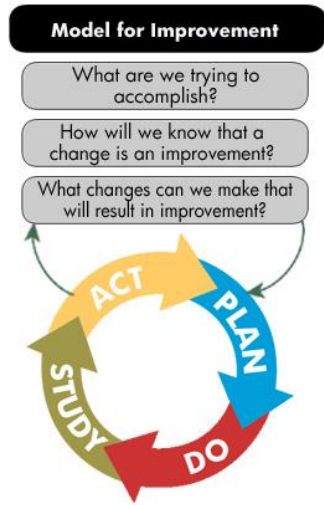 Model for Improvement
What are we trying to
accomplish?
How will we know that a
change is an improvement?
What changes can we make that
will result in improvement?
ACT
PLAN
STUDY
DO